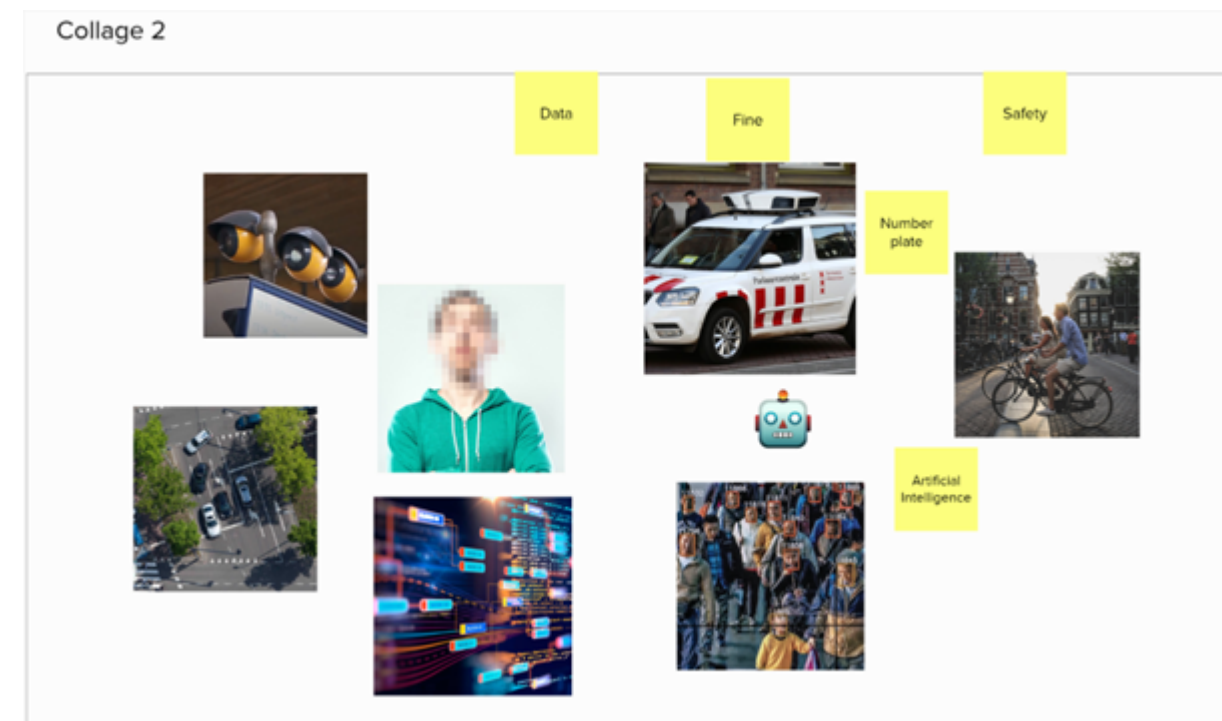 Collage 2
Data
Fine
Safety
Number
plate
Artificial
Intelligence